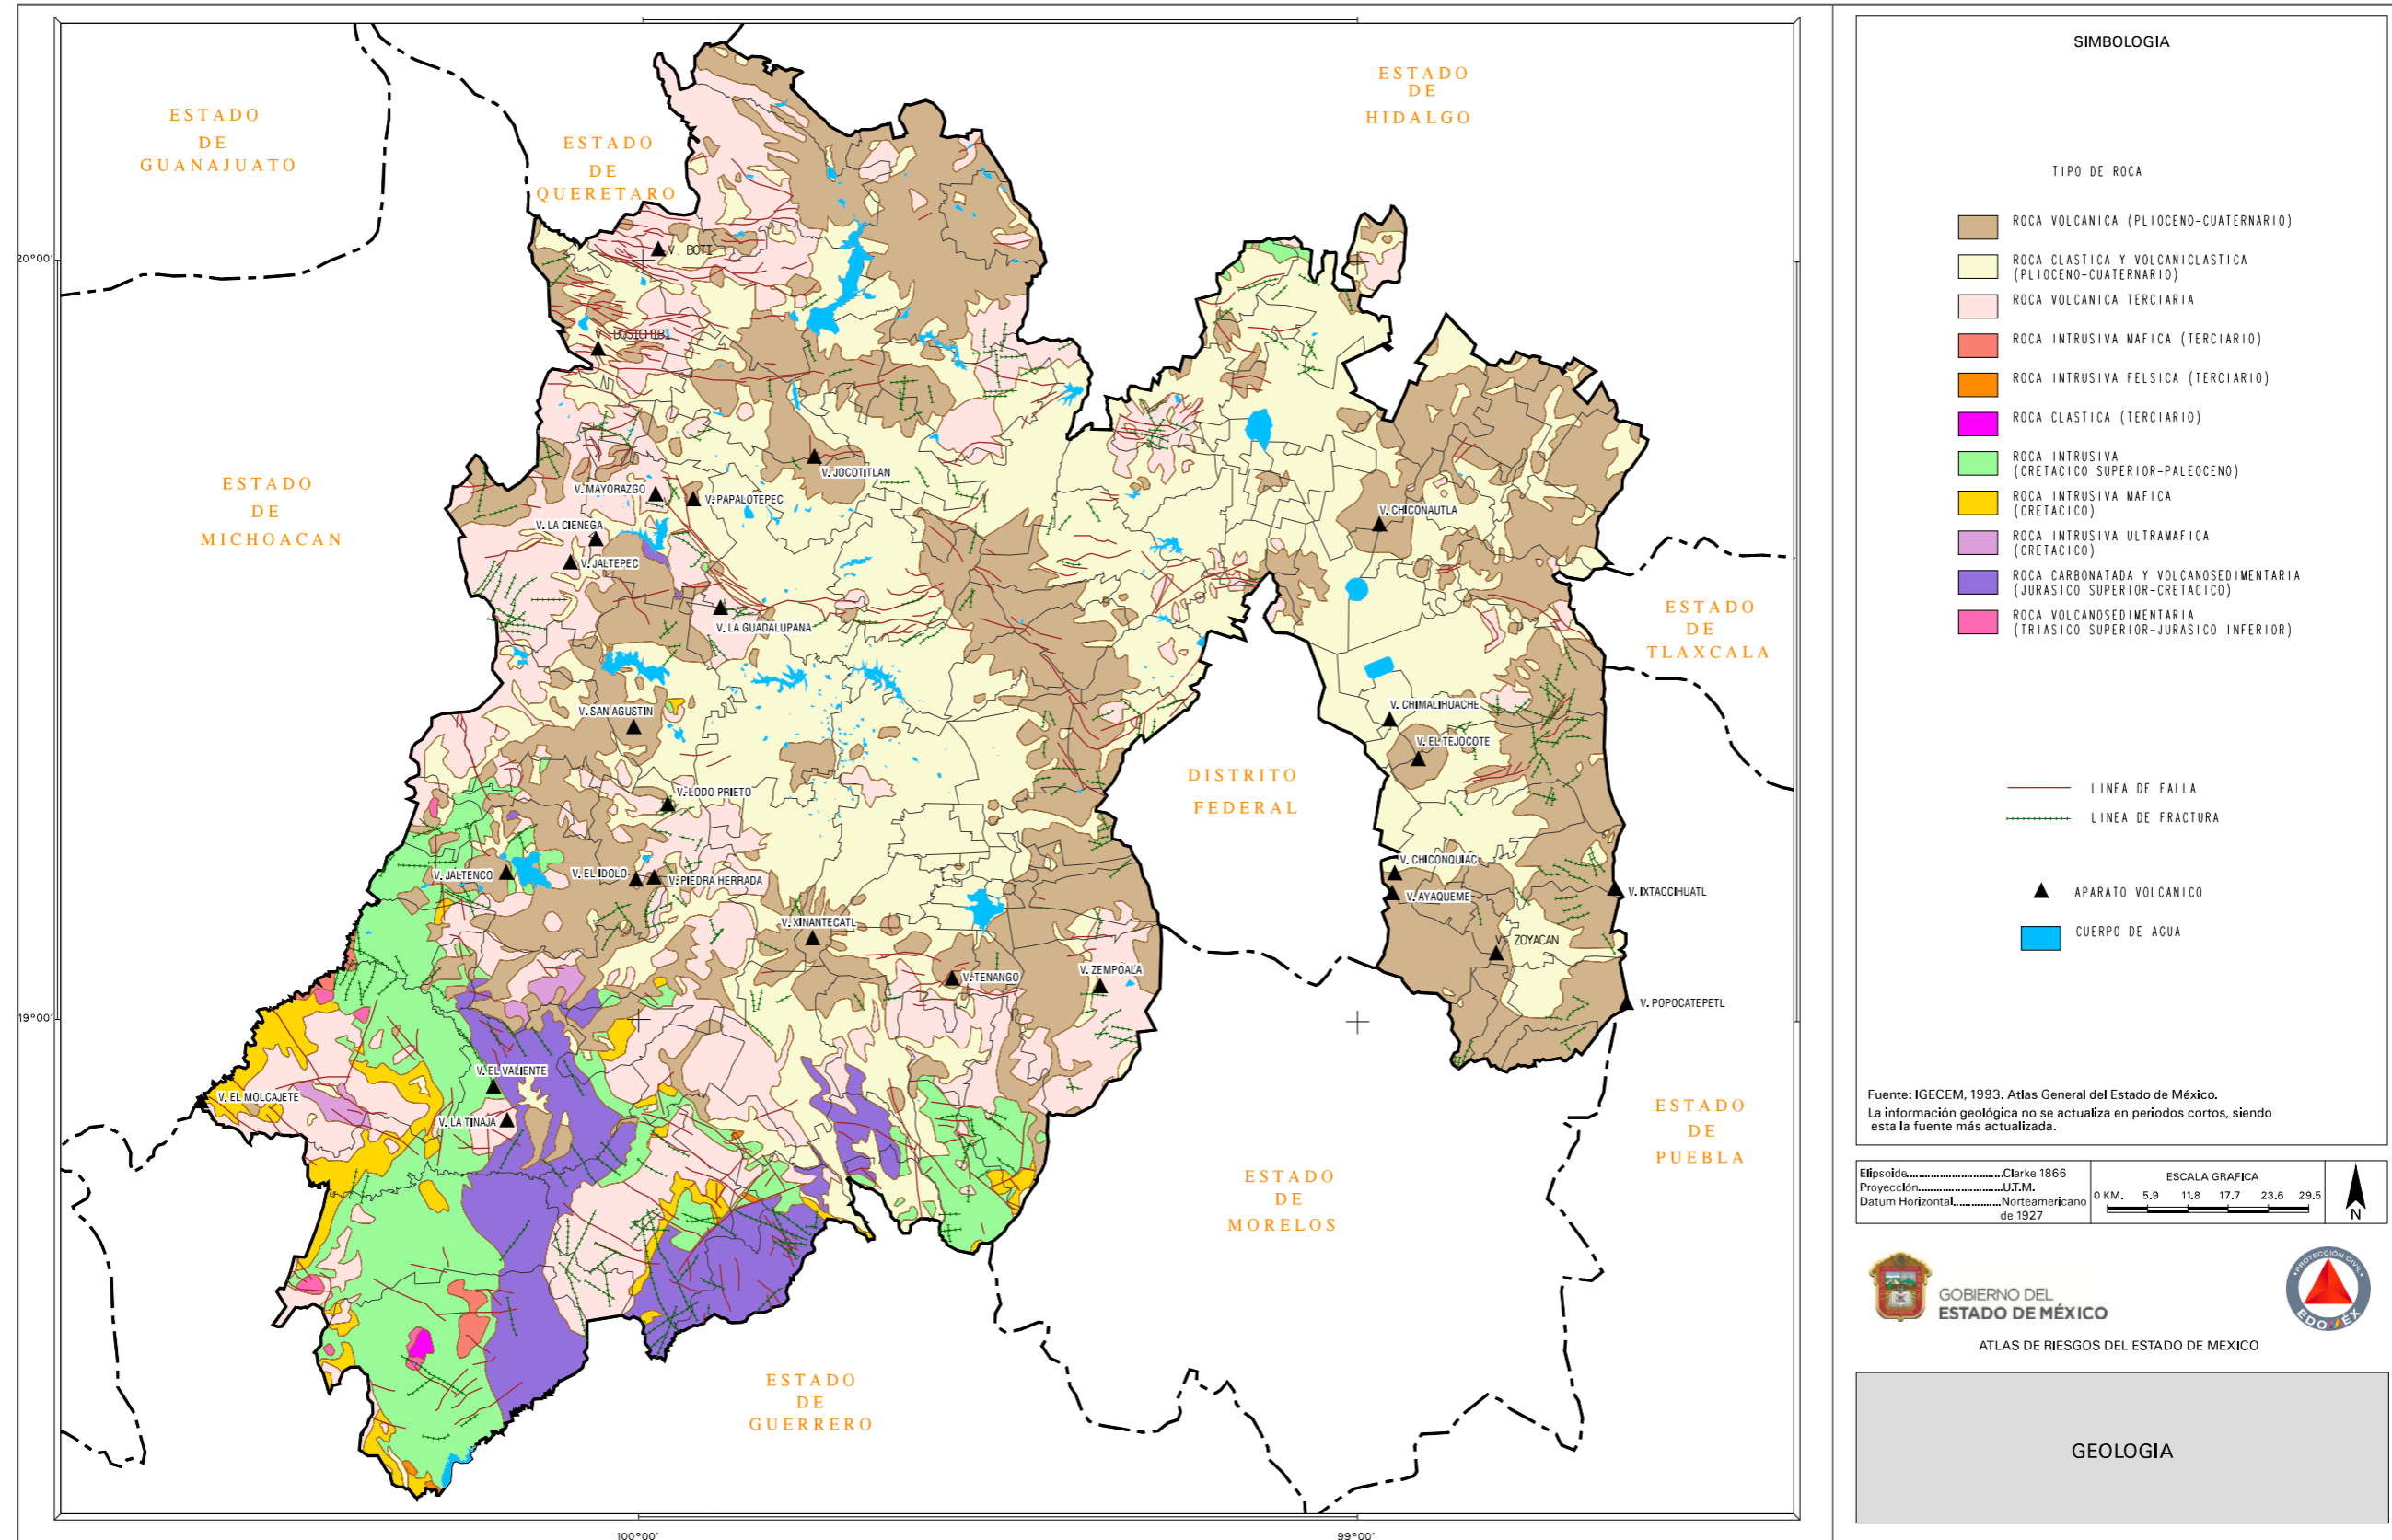 ESTADO
DE
GUANAJUATO
ESTADO
DE
QUERETARO
ESTADO
DE
HIDALGO
ESTADO
DE
MICHOACAN
ESTADO
DE
TLAXCALA
DISTRITO
FEDERAL
ESTADO
DE
PUEBLA
ESTADO
DE
MORELOS
ESTADO
DE
GUERRERO
20°00'
19°00'
100°00'
99°00'
V. BOTI
V. JOCOTITLAN
V. MAYORAZGO
V. PAPALOTEPEC
V. LA CIENEGA
V. JALTEPEC
V. LA GUADALUPANA
V. CHICONAUTLA
V. SAN AGUSTIN
V. CHIMALIHUACHE
V. EL TEJOCOTE
V. LODO PRIETO
V. JALTENCO
V. EL IDOLO
V. PIEDRA HERRADA
V. CHICONQUIAC
V. AYAQUEME
V. IXTACCIHUATL
V. XINANTECATL
V. ZOYACAN
V. TENANGO
V. ZEMPOALA
V. POPOCATEPETL
V. EL VALIENTE
V. EL MOLCAJETE
V. LA TINAJA
SIMBOLOGIA
TIPO DE ROCA
ROCA VOLCANICA (PLIOCENO-CUATERNARIO)
ROCA CLASTICA Y VOLCANICLASTICA
(PLIOCENO-CUATERNARIO)
ROCA VOLCANICA TERCIARIA
ROCA INTRUSIVA MAFICA (TERCIARIO)
ROCA INTRUSIVA FELSICA (TERCIARIO)
ROCA CLASTICA (TERCIARIO)
ROCA INTRUSIVA
(CRETACICO SUPERIOR-PALEOCENO)
ROCA INTRUSIVA MAFICA
(CRETACICO)
ROCA INTRUSIVA ULTRAMAFICA
(CRETACICO)
ROCA CARBONATADA Y VOLCANOSEDIMENTARIA
(JURASICO SUPERIOR-CRETACICO)
ROCA VOLCANOSEDIMENTARIA
(TRIASICO SUPERIOR-JURASICO INFERIOR)
LINEA DE FALLA
LINEA DE FRACTURA
APARATO VOLCANICO
CUERPO DE AGUA
Fuente: IGECEM, 1993. Atlas General del Estado de México.
La información geológica no se actualiza en periodos cortos, siendo
esta la fuente más actualizada.
Elipsoide..........................Clarke 1866
Proyección........................U.T.M.
Datum Horizontal..............Norteamericano
de 1927
ESCALA GRAFICA
0 KM. 5.9 11.8 17.7 23.6 29.5
N
GOBIERNO DEL
ESTADO DE MÉXICO
PROTECCIÓN CIVIL
EDOMÉX
ATLAS DE RIESGOS DEL ESTADO DE MEXICO
GEOLOGIA